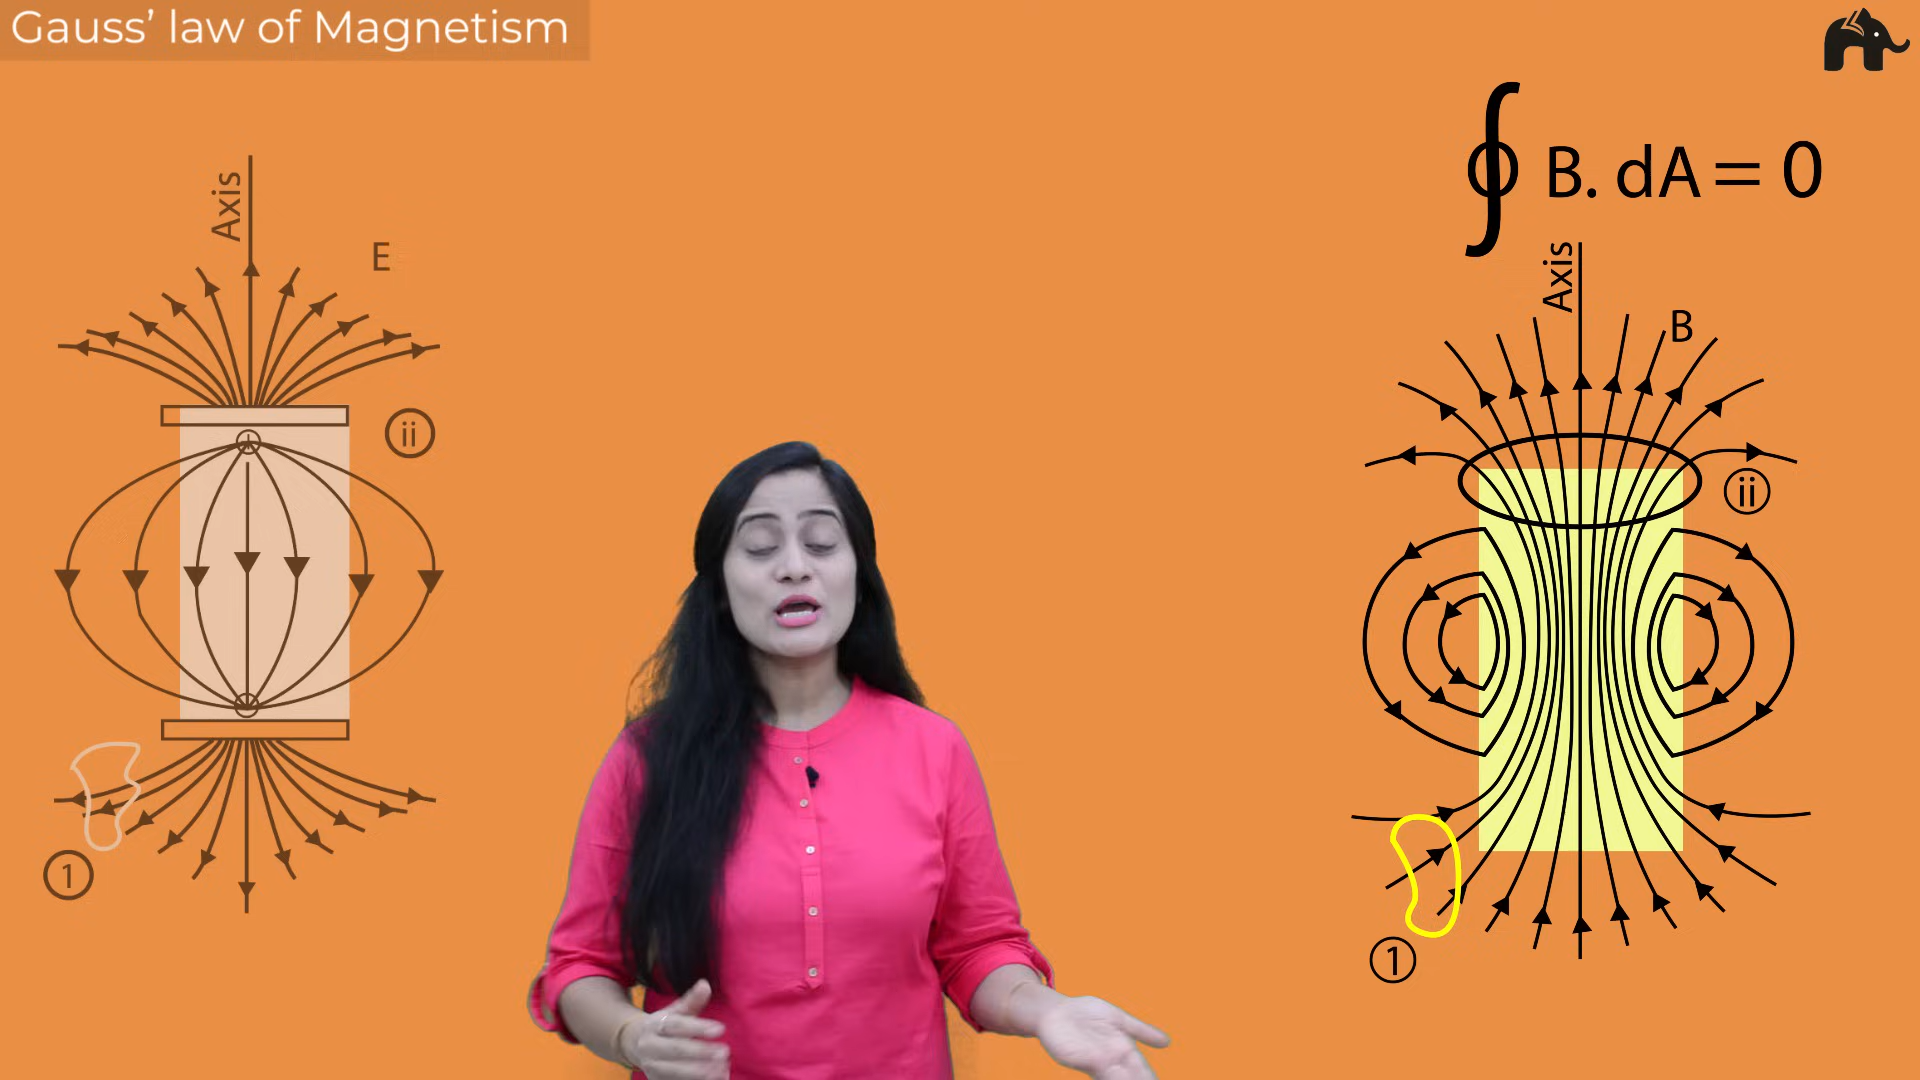 Gauss’ law of Magnetism
∮ B. dA = 0
Axis
E
ii
1
Axis
B
ii
1